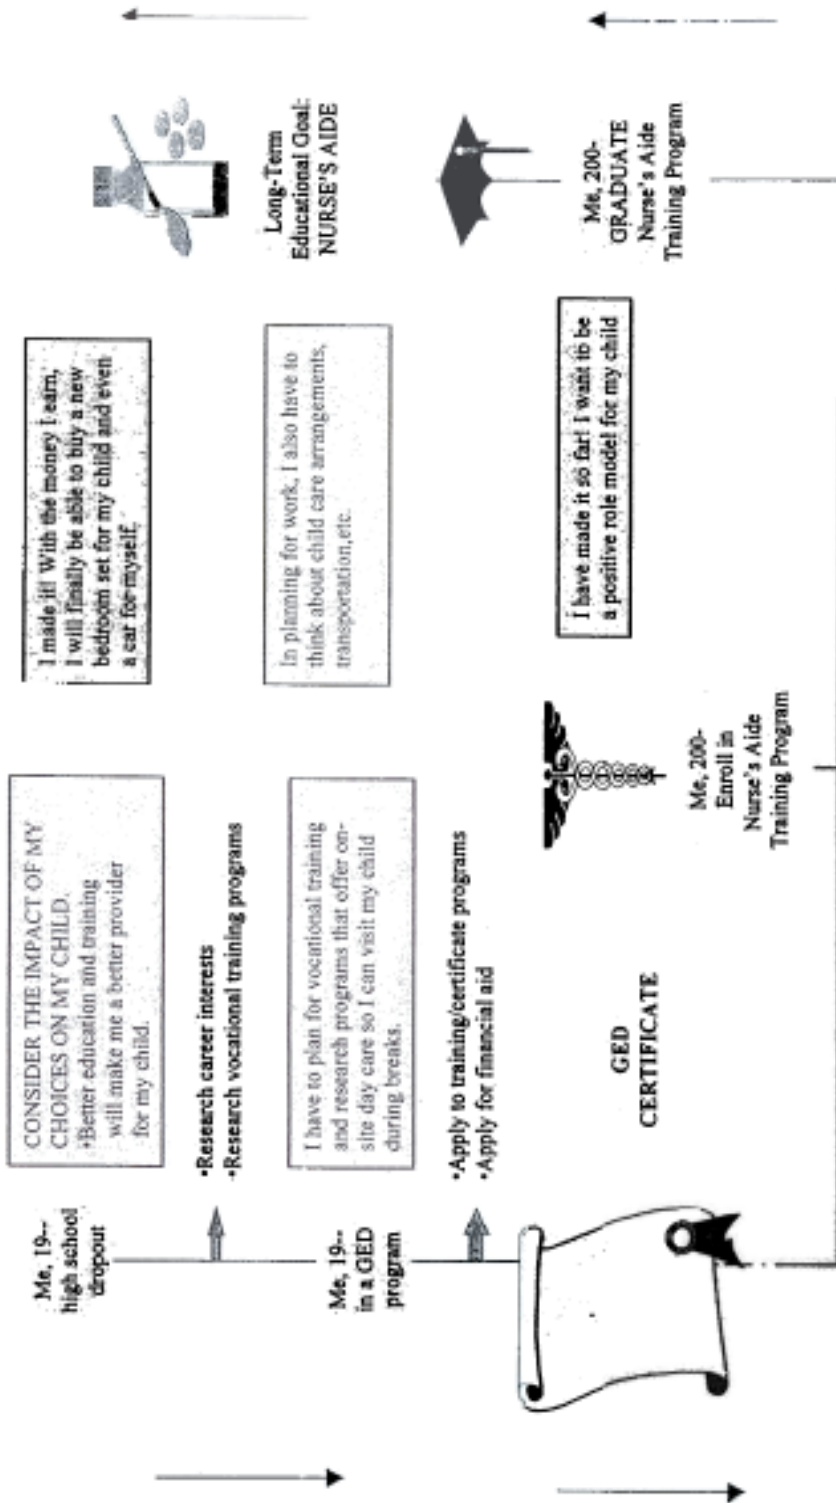 Me, 19--
high school
dropout
CONSIDER THE IMPACT OF MY
CHOICES ON MY CHILD.
•Better education and training
will make me a better provider
for my child.
•Research career interests
•Research vocational training programs
Me, 19--
in a GED
program
I have to plan for vocational training
and research programs that offer on-
site day care so I can visit my child
during breaks.
•Apply to training/certificate programs
•Apply for financial aid
GED
CERTIFICATE
Me, 200-
Enroll in
Nurse's Aide
Training Program
I have made it so far! I want to be
a positive role model for my child
Me, 200-
GRADUATE
Nurse's Aide
Training Program
In planning for work, I also have to
think about child care arrangements,
transportation,etc.
Long-Term
Educational Goal:
NURSE'S AIDE
I made it! With the money I earn,
I will finally be able to buy a new
bedroom set for my child and even
a car for myself.